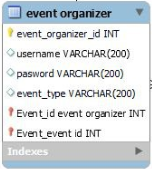 event organizer
event_organizer_id INT
username VARCHAR(200)
pasword VARCHAR(200)
event_type VARCHAR(200)
Event_id event organizer INT
Event_event id INT
Indexes